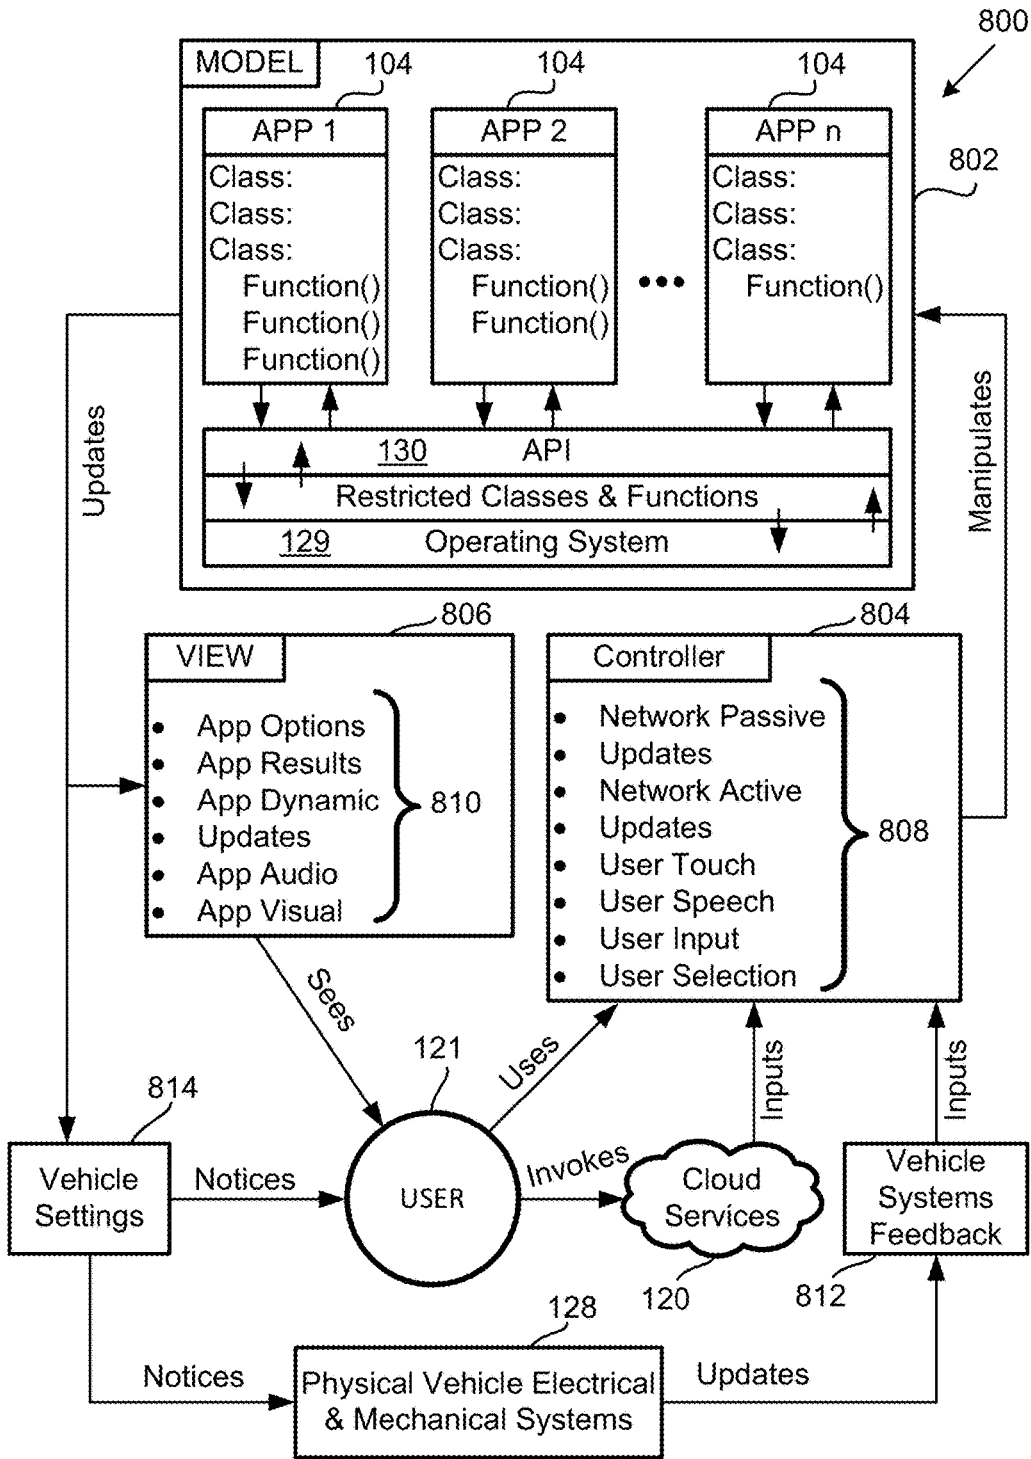 800
MODEL
104
104
104
802
APP 1
Class:
Class:
Class:
Function()
Function()
Function()
APP 2
Class:
Class:
Class:
Function()
Function()
•••
APP n
Class:
Class:
Class:
Function()
130 API
Restricted Classes & Functions
129 Operating System
Updates
Manipulates
806
VIEW
• App Options
• App Results
• App Dynamic
• Updates
• App Audio
• App Visual
810
804
Controller
• Network Passive
• Updates
• Network Active
• Updates
• User Touch
• User Speech
• User Input
• User Selection
808
Sees
Uses
Inputs
Inputs
121
USER
814
Vehicle
Settings
Notices
Invokes
Cloud
Services
120
Vehicle
Systems
Feedback
812
Notices
128
Physical Vehicle Electrical
& Mechanical Systems
Updates